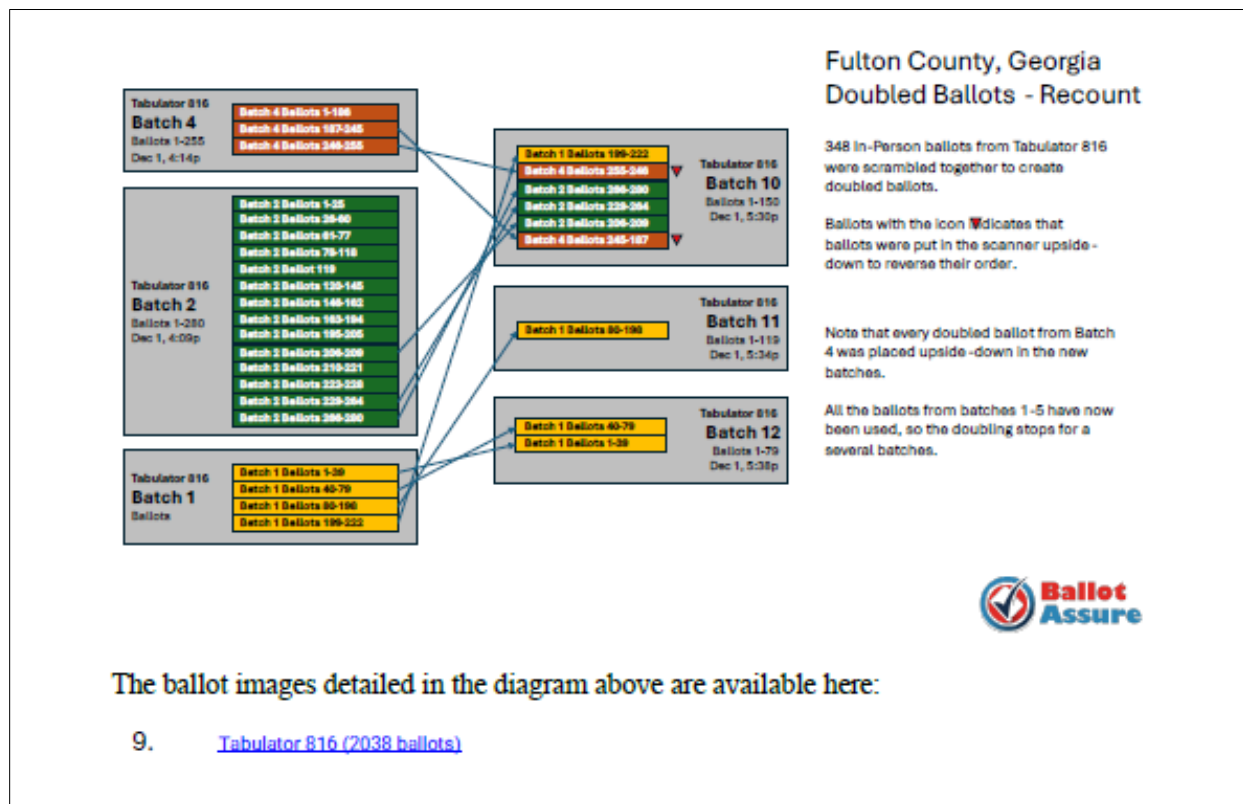 Fulton County, Georgia
Doubled Ballots - Recount
348 In-Person ballots from Tabulator 816
were scrambled together to create
doubled ballots.
Ballots with the icon dicates that
ballots were put in the scanner upside -
down to reverse their order.
Note that every doubled ballot from Batch
4 was placed upside -down in the new
batches.
All the ballots from batches 1 -5 have now
been used, so the doubling stops for a
several batches.
Tabulator 816
Batch 4
Ballots 1-255
Dec 1, 4:14p
Batch 4 Ballots 1-186
Batch 4 Ballots 187-245
Batch 4 Ballots 246-255
Tabulator 816
Batch 2
Ballots 1-280
Dec 1, 4:09p
Batch 2 Ballots 1-25
Batch 2 Ballots 26-60
Batch 2 Ballots 61-77
Batch 2 Ballots 78-118
Batch 2 Ballot 119
Batch 2 Ballots 120-145
Batch 2 Ballots 146-162
Batch 2 Ballots 163-194
Batch 2 Ballots 195-205
Batch 2 Ballots 206-209
Batch 2 Ballots 210-221
Batch 2 Ballots
Batch 2 Ballots
Batch 2 Ballots
Tabulator 816
Batch 1
Ballots
Batch 1 Ballots 1-39
Batch 1 Ballots 40-79
Batch 1 Ballots 80-198
Batch 1 Ballots 199-222
Batch 1 Ballots 199-222
Batch 4 Ballots 255-246
Batch 2 Ballots
Batch 2 Ballots
Batch 2 Ballots 206-209
Batch 4 Ballots 245-187
Tabulator 816
Batch 10
Ballots 1-150
Dec 1, 5:30p
Batch 1 Ballots 80-198
Tabulator 816
Batch 11
Ballots 1-119
Dec 1, 5:34p
Batch 1 Ballots 40-79
Batch 1 Ballots 1-39
Tabulator 816
Batch 12
Ballots 1-79
Dec 1, 5:38p
Ballot
Assure
The ballot images detailed in the diagram above are available here:
9. Tabulator 816 (2038 ballots)